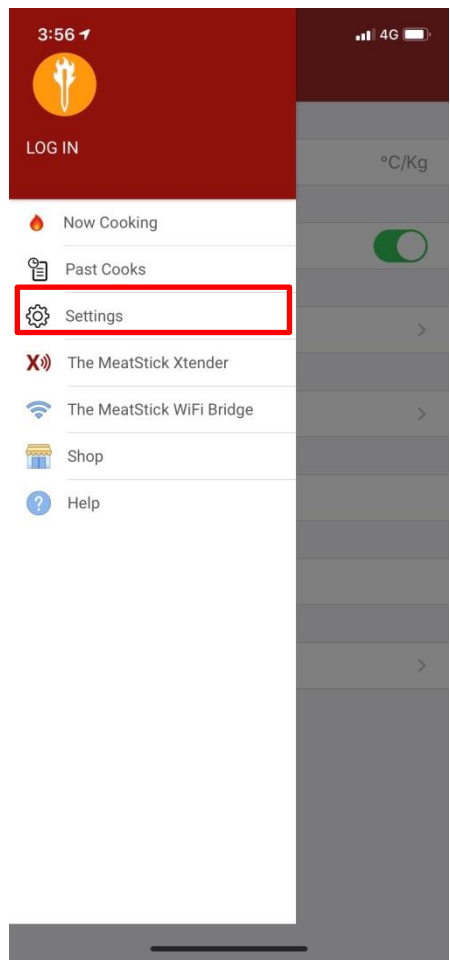 3:56
4G
LOG IN
°C/Kg
Now Cooking
Past Cooks
Settings
X
The MeatStick Xtender
The MeatStick WiFi Bridge
Shop
?
Help